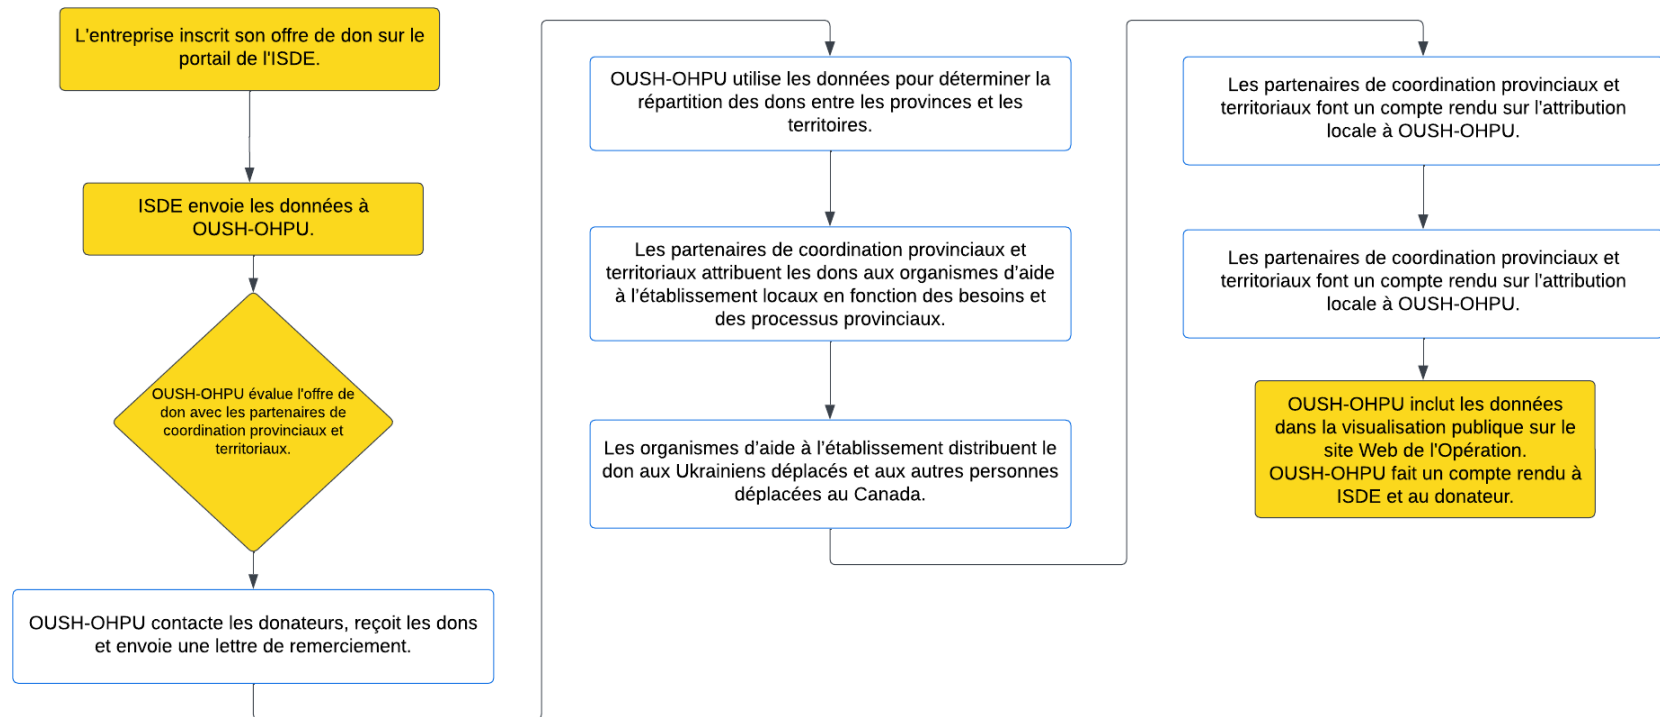 L'entreprise inscrit son offre de don sur le
portail de l'ISDE.
ISDE envoie les données à
OUSH-OHPU.
OUSH-OHPU évalue l'offre de
don avec les partenaires de
coordination provinciaux et
territoriaux.
OUSH-OHPU contacte les donateurs, reçoit les dons
et envoie une lettre de remerciement.
OUSH-OHPU utilise les données pour déterminer la
répartition des dons entre les provinces et les
territoires.
Les partenaires de coordination provinciaux et
territoriaux attribuent les dons aux organismes d'aide
à l'établissement locaux en fonction des besoins et
des processus provinciaux.
Les organismes d'aide à l'établissement distribuent le
don aux Ukrainiens déplacés et aux autres personnes
déplacées au Canada.
Les partenaires de coordination provinciaux et
territoriaux font un compte rendu sur l'attribution
locale à OUSH-OHPU.
Les partenaires de coordination provinciaux et
territoriaux font un compte rendu sur l'attribution
locale à OUSH-OHPU.
OUSH-OHPU inclut les données
dans la visualisation publique sur le
site Web de l'Opération.
OUSH-OHPU fait un compte rendu à
ISDE et au donateur.